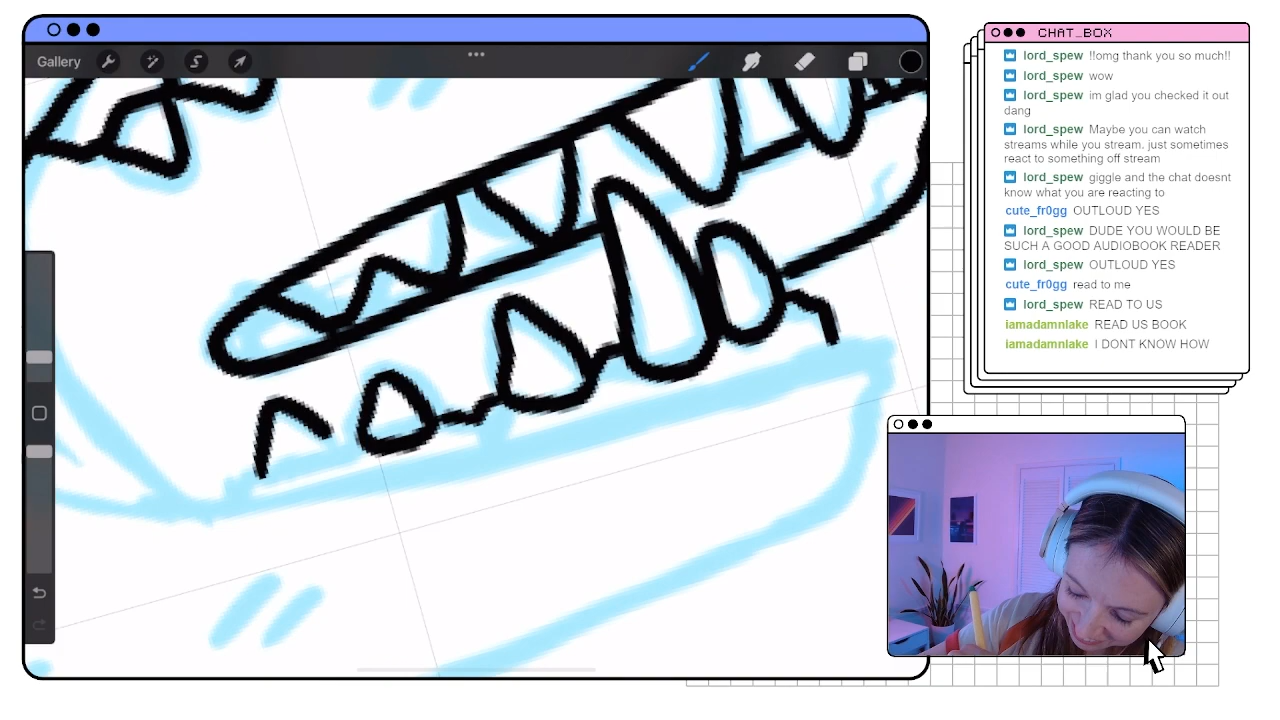 Gallery
CHAT_BOX
lord_spew !!omg thank you so much!!
lord_spew wow
lord_spew im glad you checked it out
dang
lord_spew Maybe you can watch
streams while you stream. just sometimes
react to something off stream
lord_spew giggle and the chat doesnt
know what you are reacting to
cute_fr0gg OUTLOUD YES
lord_spew DUDE YOU WOULD BE
SUCH A GOOD AUDIOBOOK READER
lord_spew OUTLOUD YES
cute_fr0gg read to me
lord_spew READ TO US
iamadamnlake READ US BOOK
iamadamnlake I DONT KNOW HOW